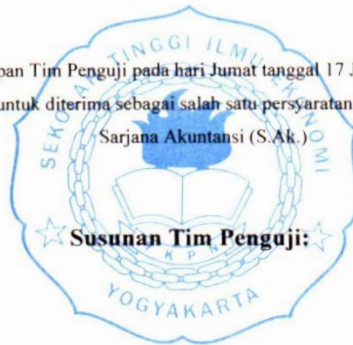 pan Tim Penguji pada hari Jumat tanggal 17 J
untuk diterima sebagai salah satu persyaratan
Sarjana Akuntansi (S.Ak.)
SEKOLAH TINGGI ILMU EKONOMI
Susunan Tim Penguji:
YKPN
YOGYAKARTA